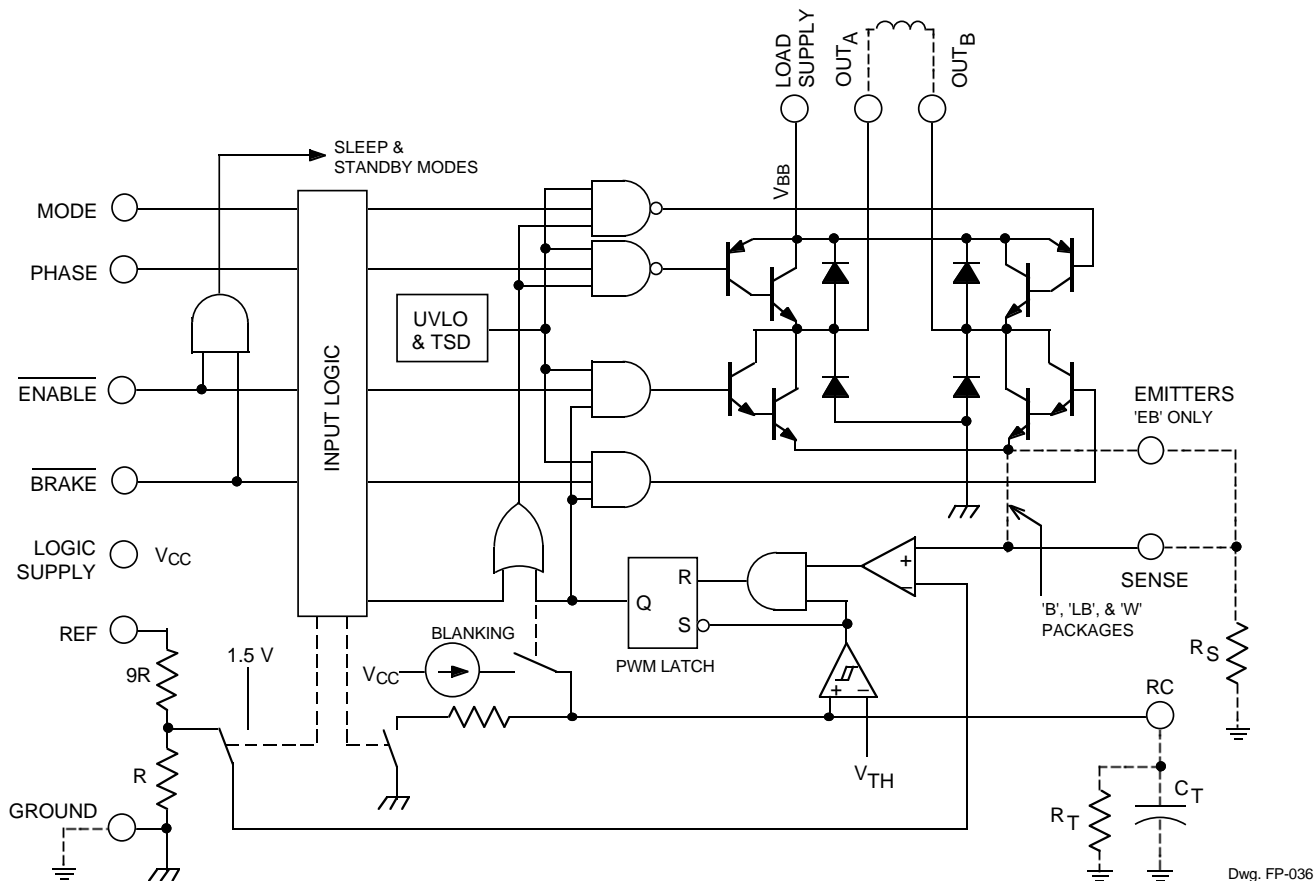 LOAD
SUPPLY
OUTA
OUTB
SLEEP &
STANDBY MODES
VBB
MODE
PHASE
UVLO
& TSD
INPUT LOGIC
ENABLE
EMITTERS
'EB' ONLY
BRAKE
LOGIC
SUPPLY
VCC
Q
R
S
+
−
SENSE
'B', 'LB', & 'W'
PACKAGES
REF
BLANKING
PWM LATCH
RS
9R
1.5 V
VCC
+
−
RC
R
VTH
GROUND
RT
CT
Dwg. FP-036